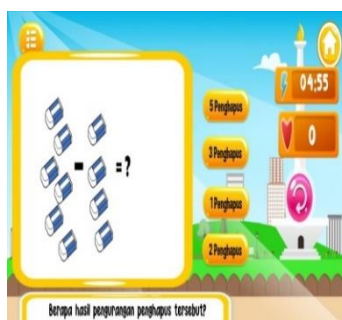 04:55
0
- = ?
5 Penghapus
3 Penghapus
1 Penghapus
2 Penghapus
Berapa hasil pengurangan penghapus tersebut?